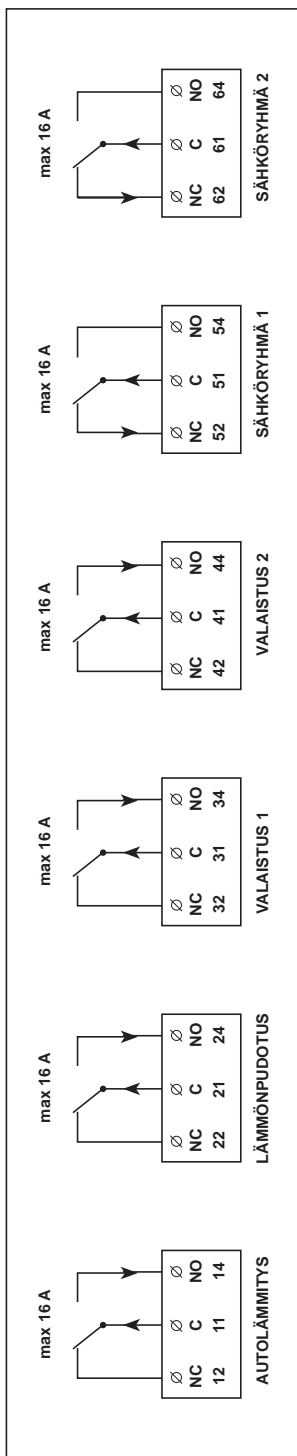 max 16 A
NC C NO
12 11 14
AUTOLÄMMITYS
max 16 A
NC C NO
22 21 24
LÄMMÖNPUDOTUS
max 16 A
NC C NO
32 31 34
VALAISTUS 1
max 16 A
NC C NO
42 41 44
VALAISTUS 2
max 16 A
NC C NO
52 51 54
SÄHKÖRYHMÄ 1
max 16 A
NC C NO
62 61 64
SÄHKÖRYHMÄ 2